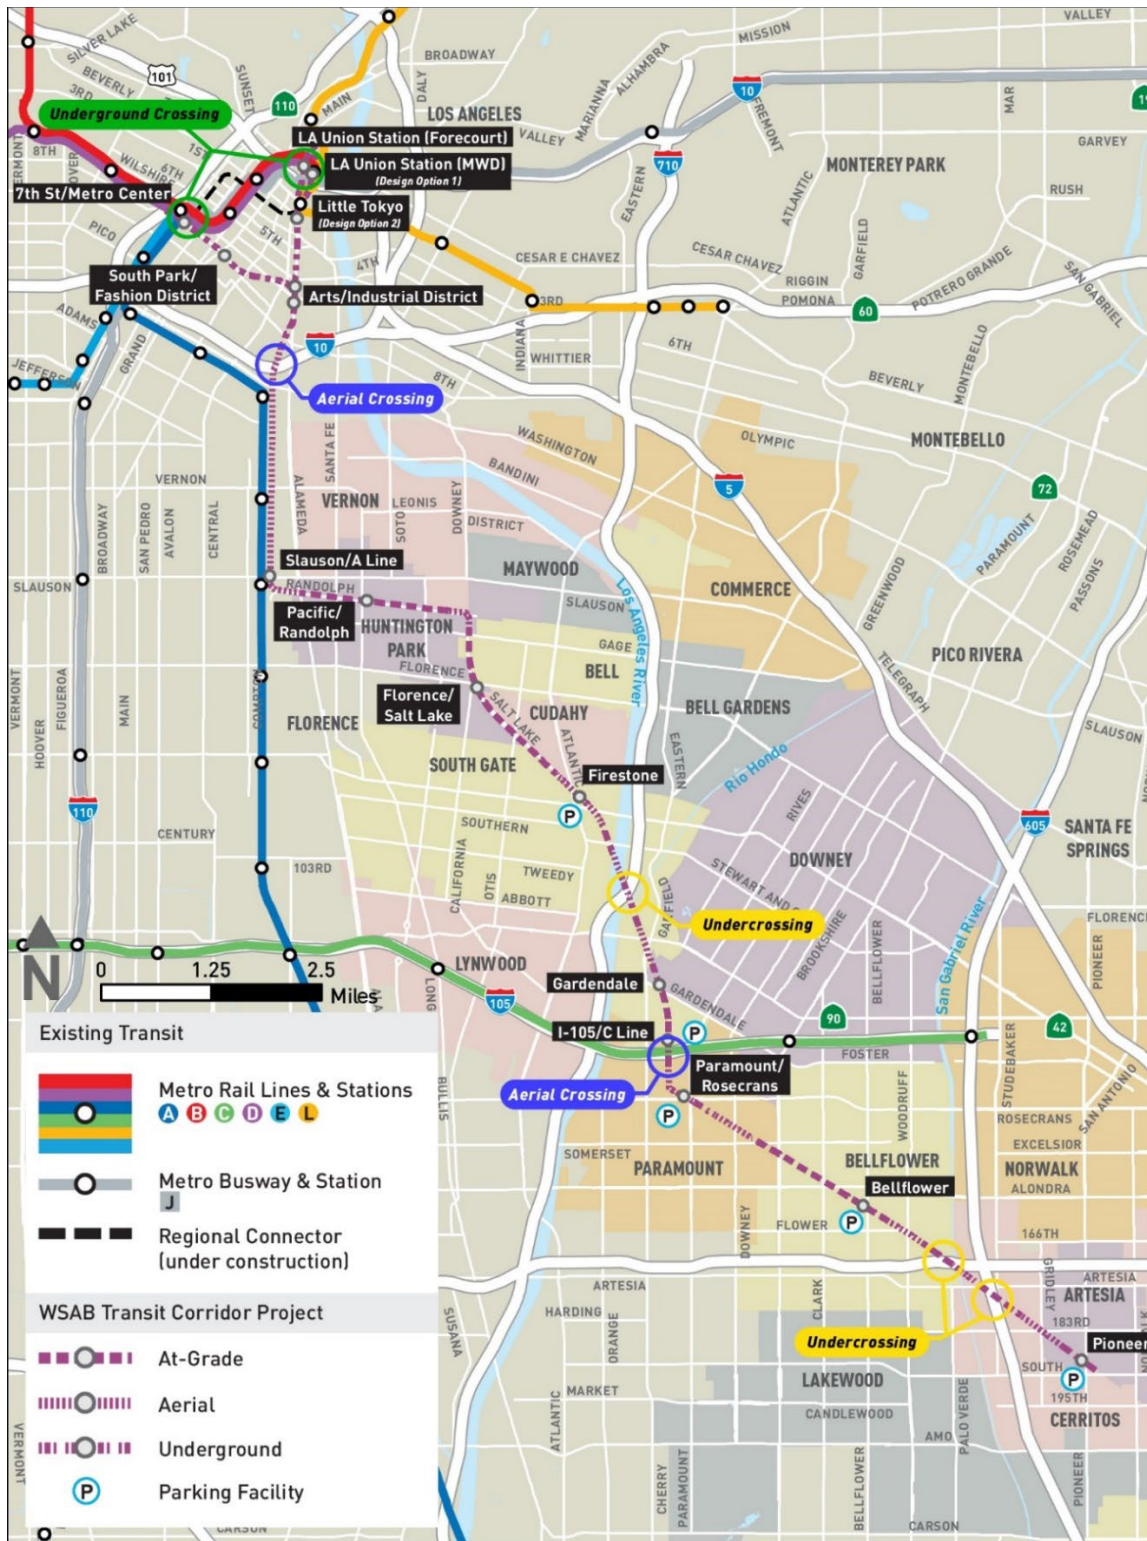 SILVER LAKE
BEVERLY
3RD
SUNSET
101
110
MAIN
DALY
BROADWAY
MISSION
VALLEY
ALHAMBRA
MARIANNA
LOS ANGELES
VALLEY
10
FREMONT
MAR
GARVEY
Underground Crossing
VERMONT
8TH
HOOVER
6TH
WILSHIRE
1ST
LA Union Station (Forecourt)
LA Union Station (MWD)
(Design Option 1)
7th St/Metro Center
Little Tokyo
(Design Option 2)
EASTERN
710
MONTEREY PARK
ATLANTIC
RUSH
GARFIELD
PICO
5TH
4TH
CESAR E CHAVEZ
CESAR CHAVEZ
RIGGIN
POMONA
POTRERO GRANDE
SAN GABRIEL
South Park/
Fashion District
Arts/Industrial District
3RD
60
ADAMS
GRAND
JEFFERSON
10
INDIANA
WHITTIER
6TH
8TH
BEVERLY
MONTEBELLO
Aerial Crossing
SANTA FE
WASHINGTON
OLYMPIC
MONTEBELLO
BROADWAY
SAN PEDRO
AVALON
VERNON
CENTRAL
ALAMEDA
VERNON
LEONIS
SOTO
DOWNEY
BANDINI
DISTRICT
5
72
PARAMOUNT
ROSEMEAD
PASSONS
GREENWOOD
Slauson/A Line
SLAUSON
RANDOLPH
MAYWOOD
SLAUSON
Los Angeles River
COMMERCE
Pacific/
Randolph
HUNTINGTON
PARK
GAGE
TELEGRAPH
PICO RIVERA
FLORENCE
BELL
VERMONT
HOOVER
FIGUEROA
MAIN
COMPTON
FLORENCE
Florence/
Salt Lake
SALT LAKE
CUDAHY
ATLANTIC
BELL GARDENS
EASTERN
Rio Hondo
SLAUSON
SOUTH GATE
Firestone
P
110
CENTURY
103RD
SOUTHERN
CALIFORNIA
OTIS
TWEEDY
ABBOTT
GARFIELD
RIVES
DOWNEY
STEWART AND
BROOKSHIRE
605
SANTA FE
SPRINGS
Undercrossing
BELLFLOWER
San Gabriel River
FLORENCE
PIONEER
N
0 1.25 2.5
Miles
LYNWOOD
LONG
105
Gardendale
GARDENDALE
I-105/C Line
P
90
FOSTER
42
STUDEBAKER
SAN ANTONIO
Aerial Crossing
Paramount/
Rosecrans
P
BULLIS
WOODRUFF
ROSECRANS
EXCELSIOR
SOMERSET
PARAMOUNT
BELLFLOWER
NORWALK
ALONDRA
Bellflower
P
DOWNEY
FLOWER
166TH
ARTESIA
GRIDLEY
ARTESIA
ARTESIA
HARDING
ORANGE
CLARK
183RD
Undercrossing
Pioneer
SUSANA
LAKEWOOD
SOUTH
P
195TH
MARKET
CANDLEWOOD
PALO VERDE
CERRITOS
ATLANTIC
AMO
CHERRY
PARAMOUNT
BELLFLOWER
PIONEER
VERMONT
CARSON
CARSON
Existing Transit
Metro Rail Lines & Stations
A B C D E L
Metro Busway & Station
J
Regional Connector
(under construction)
WSAB Transit Corridor Project
At-Grade
Aerial
Underground
P Parking Facility